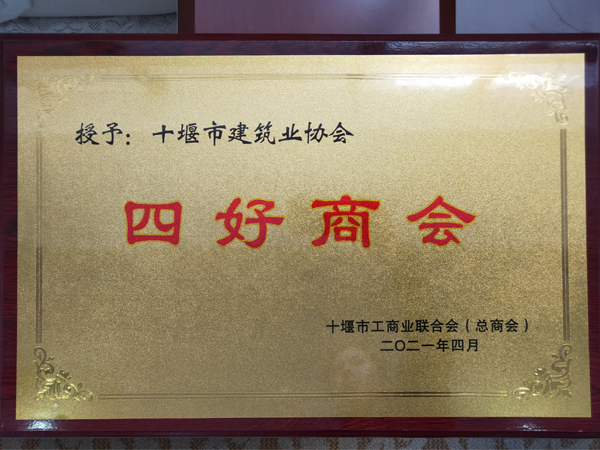 授予：十堰市建筑业协会
四好商会
十堰市工商业联合会（总商会）
二〇二一年四月